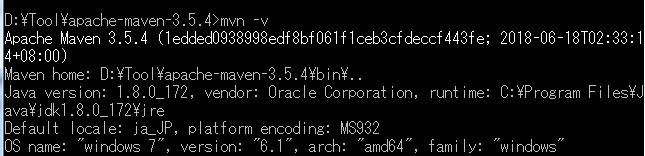 D:¥Tool¥apache-maven-3.5.4>mvn -v
Apache Maven 3.5.4 (1edded0938998edf8bf061f1ceb3cfdeccf443fe; 2018-06-18T02:33:1
4+08:00)
Maven home: D:¥Tool¥apache-maven-3.5.4¥bin¥..
Java version: 1.8.0_172, vendor: Oracle Corporation, runtime: C:¥Program Files¥J
ava¥jdk1.8.0_172¥jre
Default locale: ja_JP, platform encoding: MS932
OS name: "windows 7", version: "6.1", arch: "amd64", family: "windows"